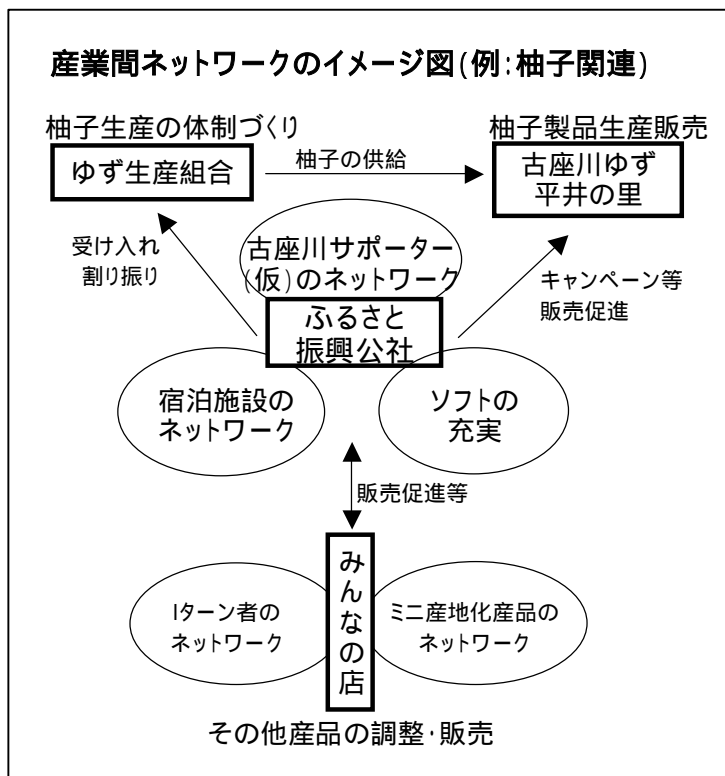 産業間ネットワークのイメージ図(例:柚子関連)
柚子生産の体制づくり
ゆず生産組合
柚子の供給
柚子製品生産販売
古座川ゆず
平井の里
受け入れ
割り振り
古座川サポーター
(仮)のネットワーク
キャンペーン等
販売促進
ふるさと
振興公社
宿泊施設の
ネットワーク
ソフトの
充実
販売促進等
みんなの店
Iターン者の
ネットワーク
ミニ産地化産品の
ネットワーク
その他産品の調整・販売